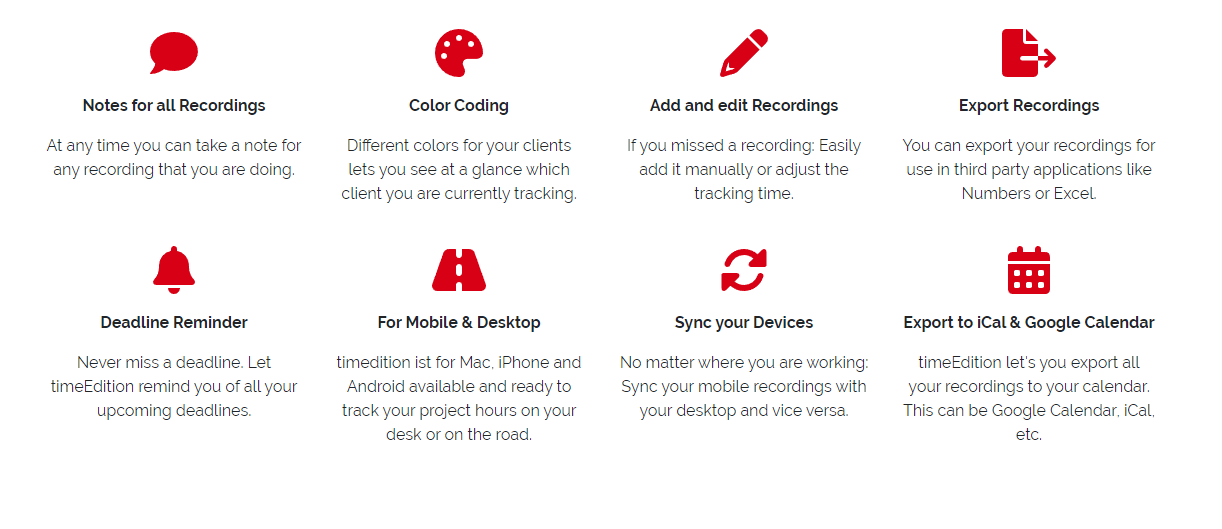 Notes for all Recordings
At any time you can take a note for
any recording that you are doing.
Color Coding
Different colors for your clients
lets you see at a glance which
client you are currently tracking.
Add and edit Recordings
If you missed a recording: Easily
add it manually or adjust the
tracking time.
Export Recordings
You can export your recordings for
use in third party applications like
Numbers or Excel.
Deadline Reminder
Never miss a deadline. Let
timeEdition remind you of all your
upcoming deadlines.
For Mobile & Desktop
timedition ist for Mac, iPhone and
Android available and ready to
track your project hours on your
desk or on the road.
Sync your Devices
No matter where you are working:
Sync your mobile recordings with
your desktop and vice versa.
Export to iCal & Google Calendar
timeEdition let's you export all
your recordings to your calendar.
This can be Google Calendar, iCal,
etc.